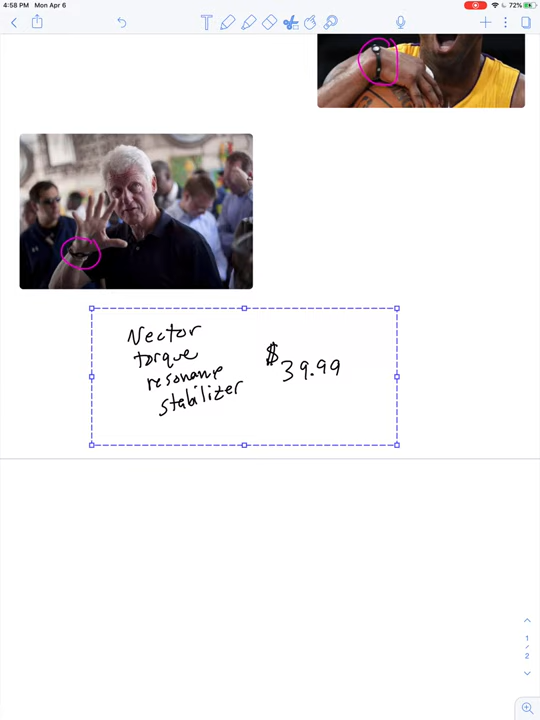 4:58 PM Mon Apr 6
72%
Nector
torque
resonance
stabilizer
$
39.99
1
/
2